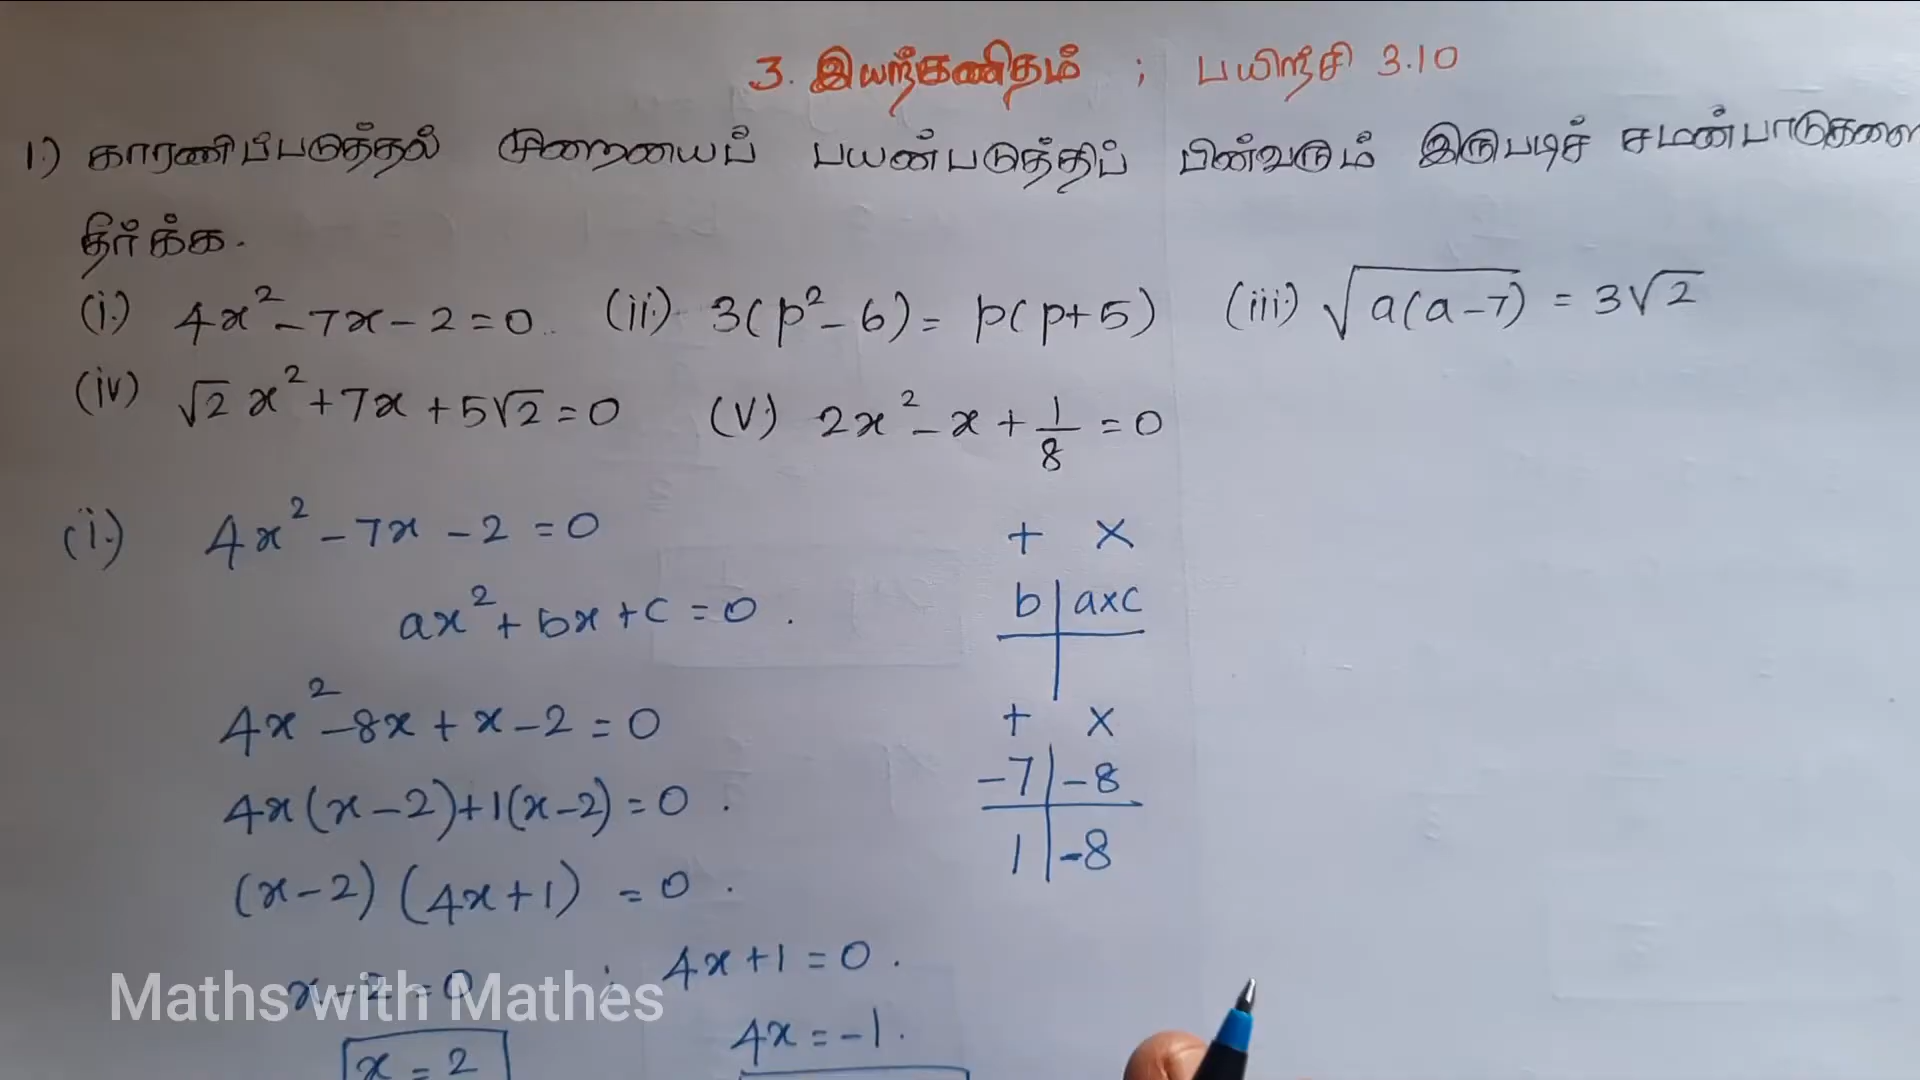 3. இயற்கணிதம் ; பயிற்சி 3.10
1.) காரணிப்படுத்தல் முறையைப் பயன்படுத்திப் பின்வரும் இருபடிச் சமன்பாடுகளை
தீர்க்க.
(i.) 4x² - 7x - 2 = 0. (ii.) 3(p² - 6) = p(p+5) (iii.) √a(a-7) = 3√2
(iv) √2 x² + 7x + 5√2 = 0 (v.) 2x² - x + 1/8 = 0
(i.) 4x² - 7x - 2 = 0 + ×
ax² + bx + c = 0 . b | a×c
4x² - 8x + x - 2 = 0 + ×
4x(x-2)+1(x-2) = 0 . -7 | -8
(x-2) (4x+1) = 0 . 1 | -8
x - 2 = 0 ; 4x + 1 = 0 .
Maths with Mathes
x = 2 4x = -1 .